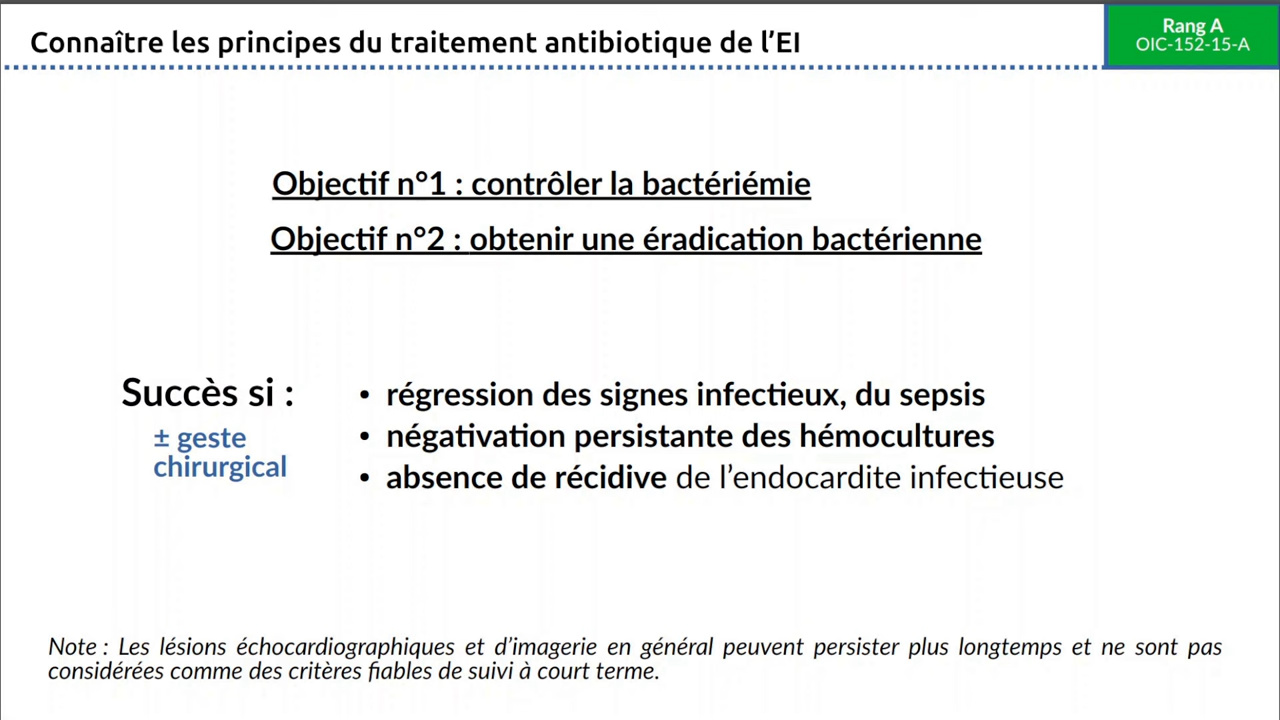 Connaître les principes du traitement antibiotique de l’EI
Rang A
OIC-152-15-A
Objectif n°1 : contrôler la bactériémie
Objectif n°2 : obtenir une éradication bactérienne
Succès si :
± geste
chirurgical
• régression des signes infectieux, du sepsis
• négativation persistante des hémocultures
• absence de récidive de l’endocardite infectieuse
Note : Les lésions échocardiographiques et d’imagerie en général peuvent persister plus longtemps et ne sont pas
considérées comme des critères fiables de suivi à court terme.